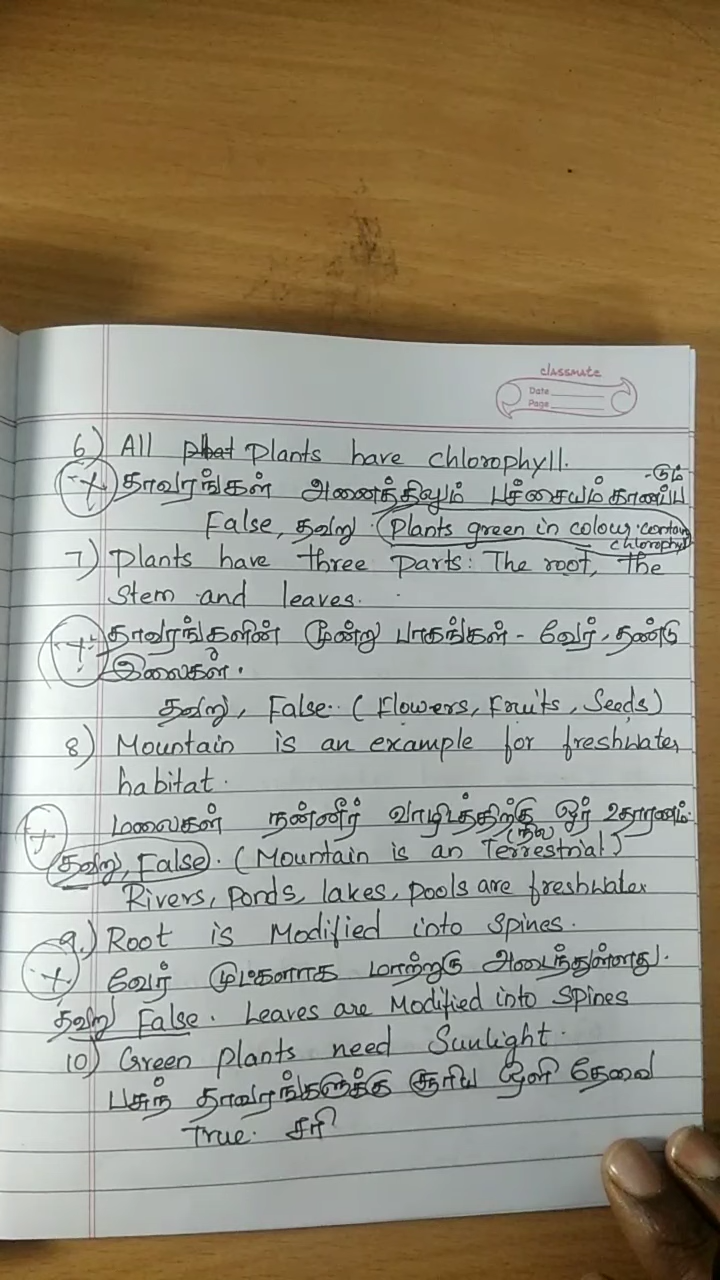 classmate
Date
Page
6) All Plants have chlorophyll.
தாவரங்கள் அனைத்திலும் பச்சையம் காணப்ப
-டும்
False, தவறு. (Plants green in colour contain
chlorophyll
7) Plants have three parts: The root, the
Stem and leaves.
தாவரங்களின் மூன்று பாகங்கள் - வேர், தண்டு
இலைகள்.
தவறு, False. (Flowers, Fruits, Seeds)
8) Mountain is an example for freshwater
habitat.
மலைகள் நன்னீர் வாழிடத்திற்கு ஓர் உதாரணம்.
(நில
தவறு, False. (Mountain is an Terrestrial)
Rivers, Ponds, lakes, pools are freshwater
9.) Root is Modified into Spines.
வேர் முட்களாக மாற்றுரு அடைந்துள்ளது.
தவறு False. Leaves are Modified into Spines
10) Green plants need Sunlight.
பசுந் தாவரங்களுக்கு சூரிய ஒளி தேவை
True. சரி